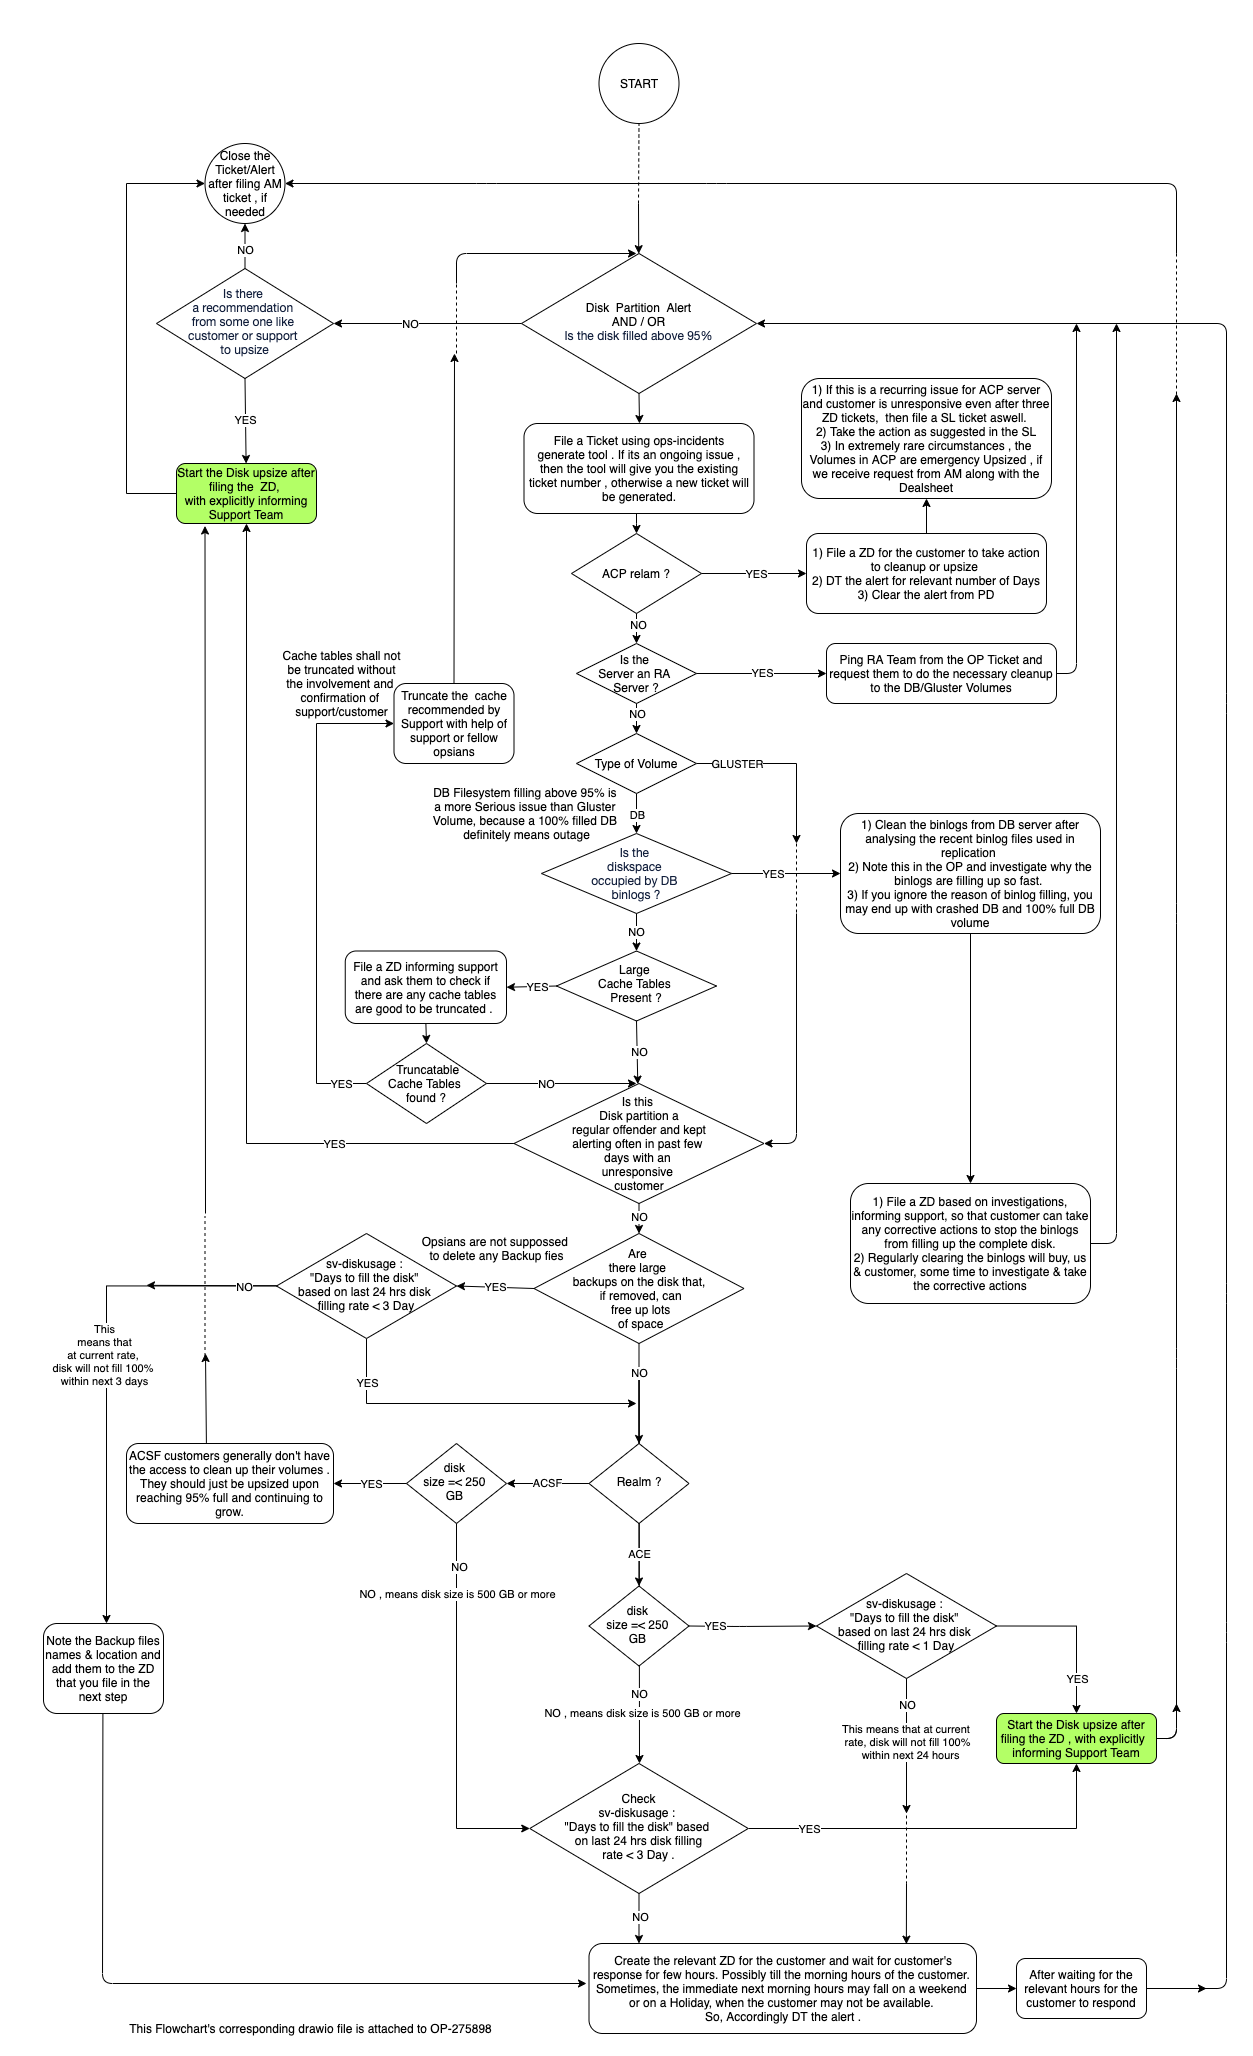 START
Close the
Ticket/Alert
after filing AM
ticket , if
needed
NO
Is there
a recommendation
from some one like
customer or support
to upsize
NO
Disk  Partition  Alert
AND / OR
Is the disk filled above 95%
YES
Start the Disk upsize after
filing the  ZD,
with explicitly informing
Support Team
File a Ticket using ops-incidents
generate tool . If its an ongoing issue ,
then the tool will give you the existing
ticket number , otherwise a new ticket will
be generated.
1) If this is a recurring issue for ACP server
and customer is unresponsive even after three
ZD tickets,  then file a SL ticket aswell.
2) Take the action as suggested in the SL
3) In extremely rare circumstances , the
Volumes in ACP are emergency Upsized , if
we receive request from AM along with the
Dealsheet
ACP relam ?
YES
1) File a ZD for the customer to take action
to cleanup or upsize
2) DT the alert for relevant number of Days
3) Clear the alert from PD
NO
Is the
Server an RA
Server ?
YES
Ping RA Team from the OP Ticket and
request them to do the necessary cleanup
to the DB/Gluster Volumes
Cache tables shall not
be truncated without
the involvement and
confirmation of
support/customer
Truncate the  cache
recommended by
Support with help of
support or fellow
opsians
NO
Type of Volume
GLUSTER
DB Filesystem filling above 95% is
a more Serious issue than Gluster
Volume, because a 100% filled DB
definitely means outage
DB
Is the
diskspace
occupied by DB
binlogs ?
YES
1) Clean the binlogs from DB server after
analysing the recent binlog files used in
replication
2) Note this in the OP and investigate why the
binlogs are filling up so fast.
3) If you ignore the reason of binlog filling, you
may end up with crashed DB and 100% full DB
volume
NO
Large
Cache Tables
Present ?
YES
File a ZD informing support
and ask them to check if
there are any cache tables
are good to be truncated .
NO
Truncatable
Cache Tables
found ?
YES
NO
Is this
Disk partition a
regular offender and kept
alerting often in past few
days with an
unresponsive
customer
YES
1) File a ZD based on investigations,
informing support, so that customer can take
any corrective actions to stop the binlogs
from filling up the complete disk.
2) Regularly clearing the binlogs will buy, us
& customer, some time to investigate & take
the corrective actions
NO
Opsians are not suppossed
to delete any Backup fies
Are
there large
backups on the disk that,
if removed, can
free up lots
of space
YES
sv-diskusage :
"Days to fill the disk"
based on last 24 hrs disk
filling rate < 3 Day
NO
This
means that
at current rate,
disk will not fill 100%
within next 3 days
YES
NO
ACSF customers generally don't have
the access to clean up their volumes .
They should just be upsized upon
reaching 95% full and continuing to
grow.
YES
disk
size =< 250
GB
ACSF
Realm ?
NO
NO , means disk size is 500 GB or more
ACE
disk
size =< 250
GB
YES
sv-diskusage :
"Days to fill the disk"
based on last 24 hrs disk
filling rate < 1 Day
Note the Backup files
names & location and
add them to the ZD
that you file in the
next step
NO
NO , means disk size is 500 GB or more
NO
This means that at current
rate, disk will not fill 100%
within next 24 hours
YES
Start the Disk upsize after
filing the ZD , with explicitly
informing Support Team
Check
sv-diskusage :
"Days to fill the disk" based
on last 24 hrs disk filling
rate < 3 Day .
YES
NO
Create the relevant ZD for the customer and wait for customer's
response for few hours. Possibly till the morning hours of the customer.
Sometimes, the immediate next morning hours may fall on a weekend
or on a Holiday, when the customer may not be available.
So, Accordingly DT the alert .
After waiting for the
relevant hours for the
customer to respond
This Flowchart's corresponding drawio file is attached to OP-275898